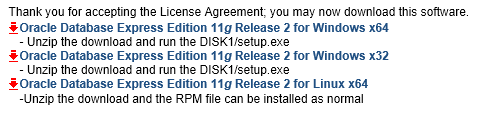 Thank you for accepting the License Agreement; you may now download this software.
Oracle Database Express Edition 11g Release 2 for Windows x64
- Unzip the download and run the DISK1/setup.exe
Oracle Database Express Edition 11g Release 2 for Windows x32
- Unzip the download and run the DISK1/setup.exe
Oracle Database Express Edition 11g Release 2 for Linux x64
-Unzip the download and the RPM file can be installed as normal